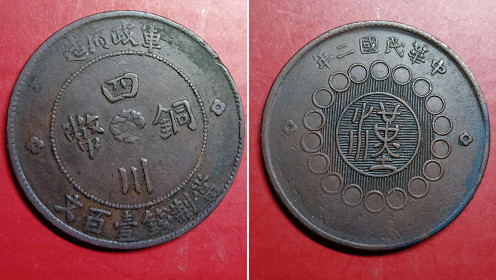 軍政府造
四川銅幣
當制錢壹百文
中華民國二年
漢